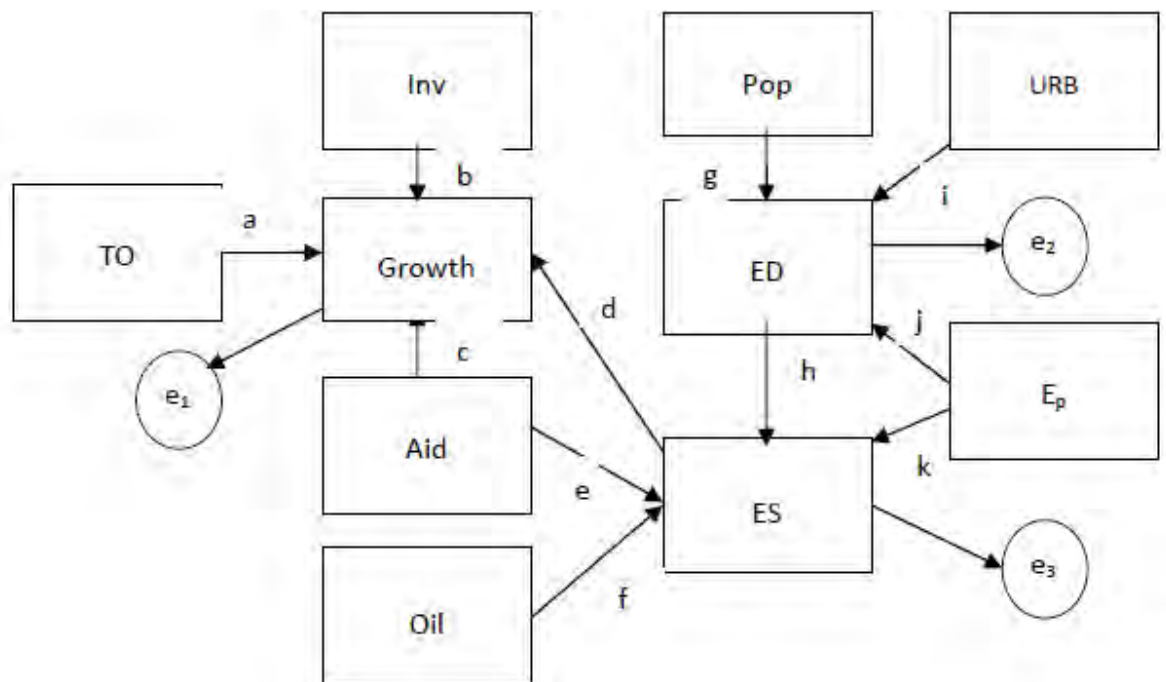 Inv
Pop
URB
b
g
i
a
TO
Growth
ED
e₂
d
j
c
h
e₁
Eₚ
Aid
k
e
ES
f
e₃
Oil